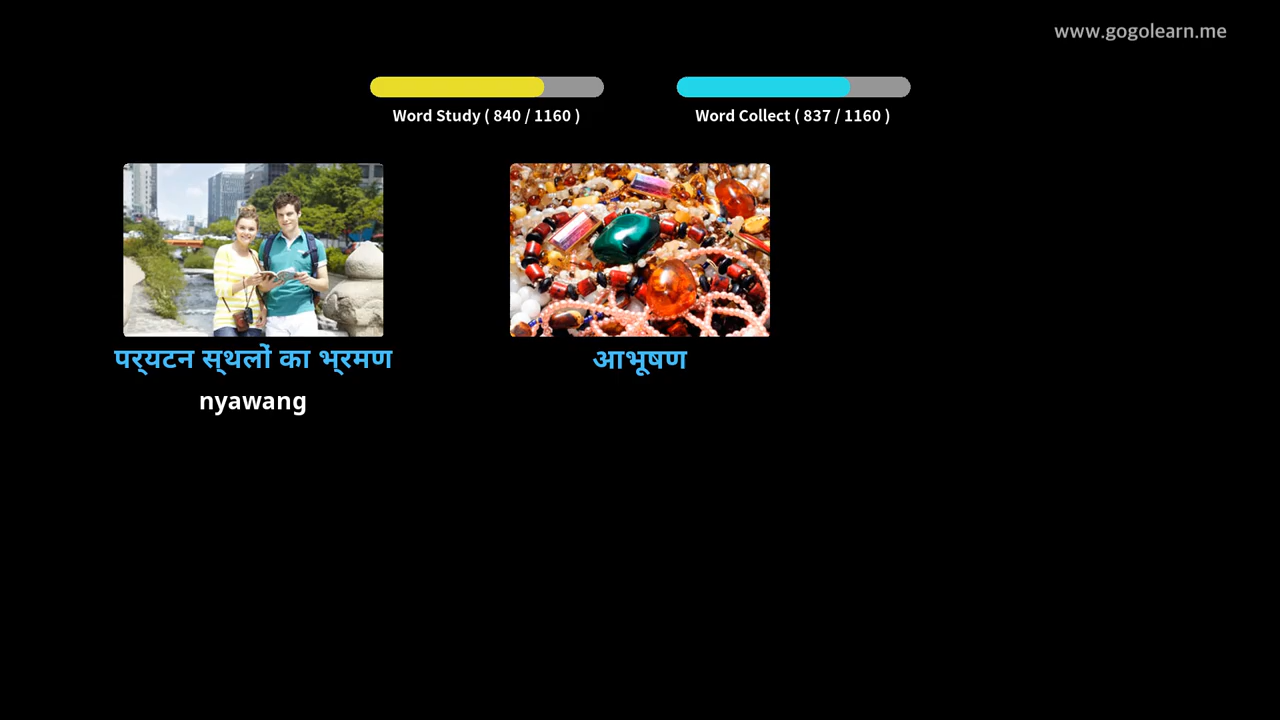 www.gogolearn.me
Word Study ( 840 / 1160 )
Word Collect ( 837 / 1160 )
पर्‌यटन स्‌थलों का भ्‌रमण
nyawang
आभूषण